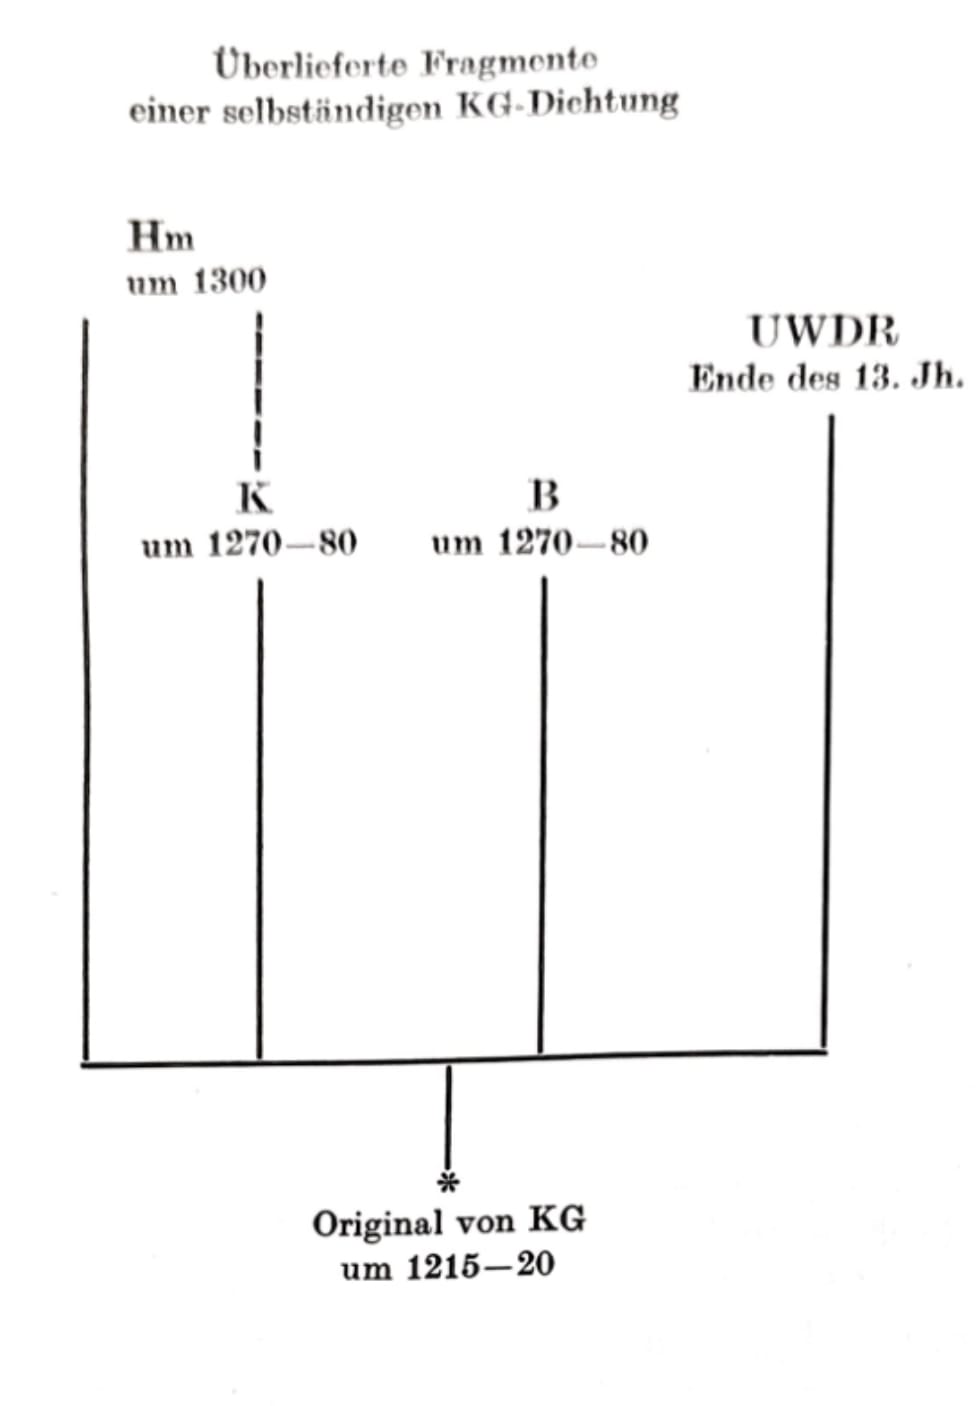 Überlieferte Fragmente
einer selbständigen KG-Dichtung
Hm
um 1300
UWDR
Ende des 13. Jh.
K
um 1270—80
B
um 1270—80
*
Original von KG
um 1215—20